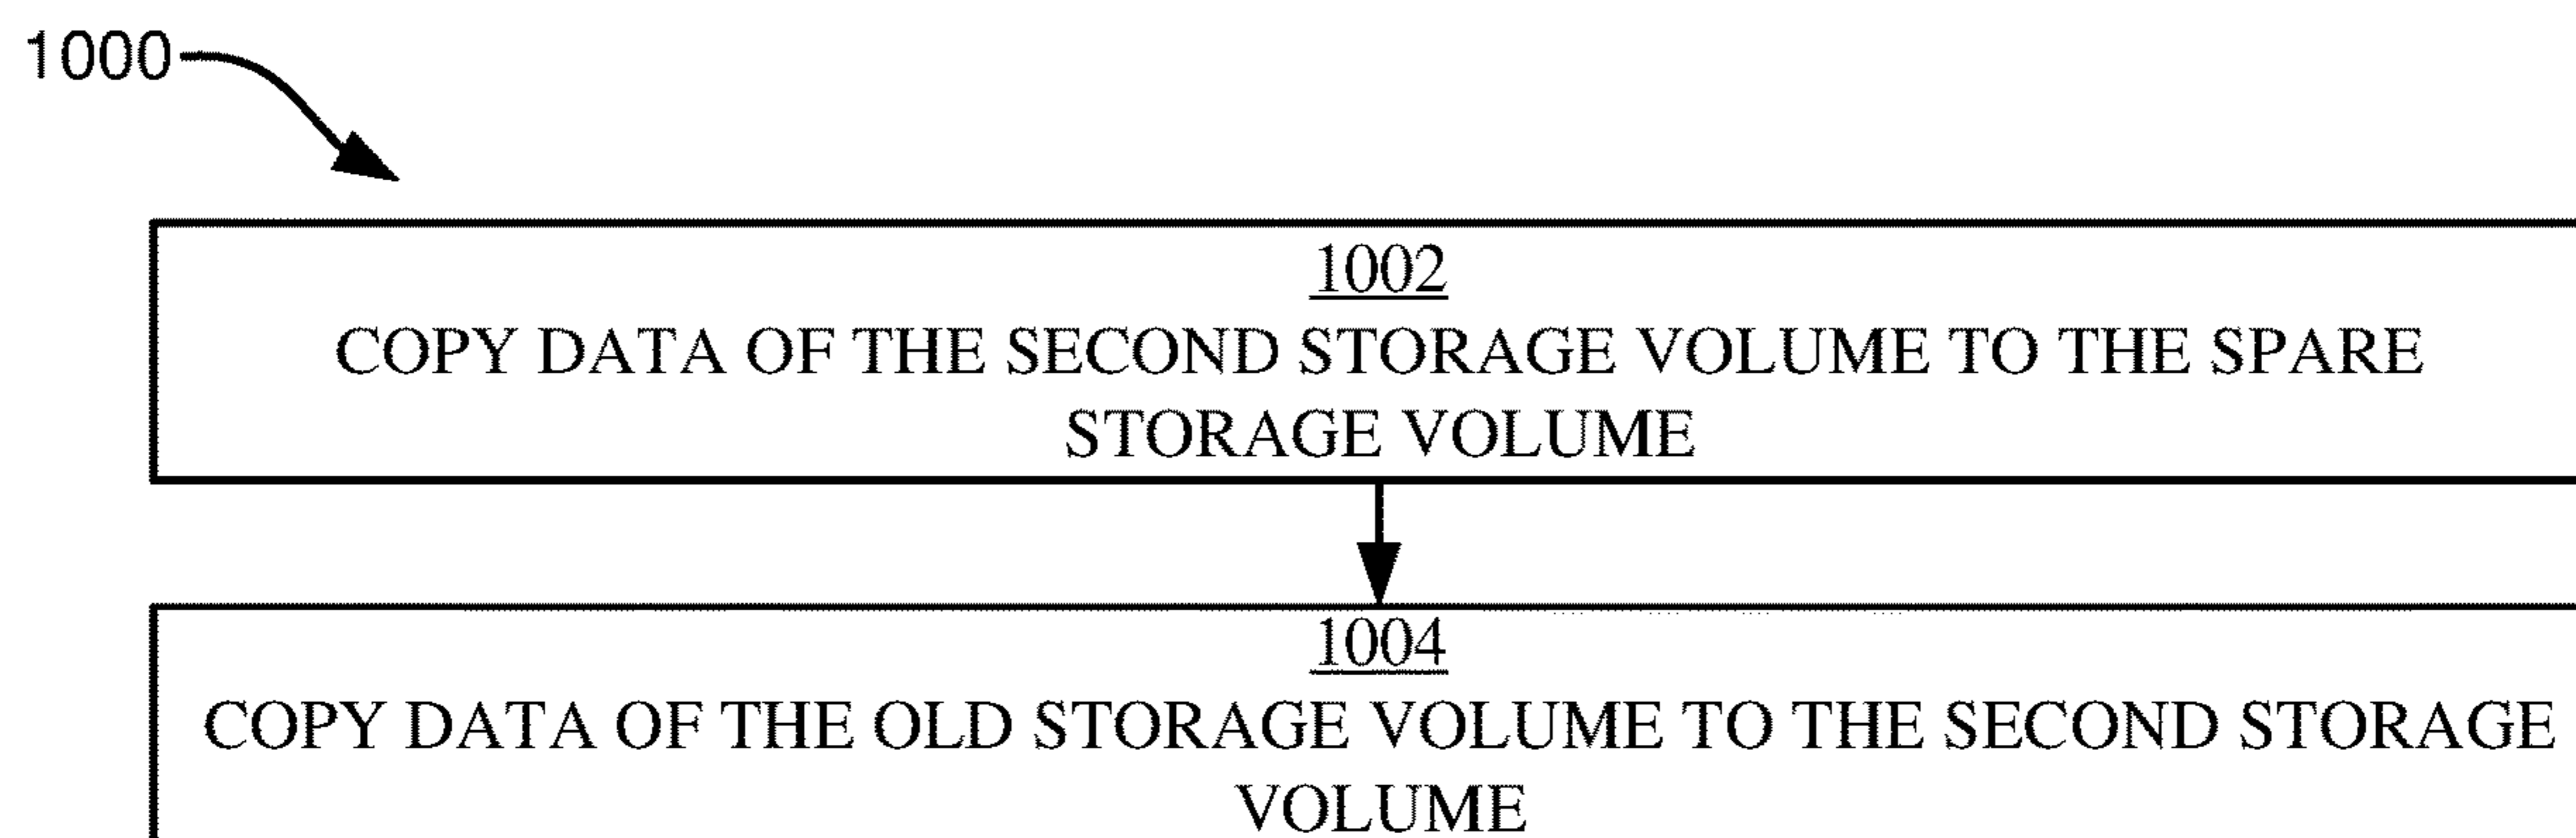 1000
1002
COPY DATA OF THE SECOND STORAGE VOLUME TO THE SPARE
STORAGE VOLUME
1004
COPY DATA OF THE OLD STORAGE VOLUME TO THE SECOND STORAGE
VOLUME